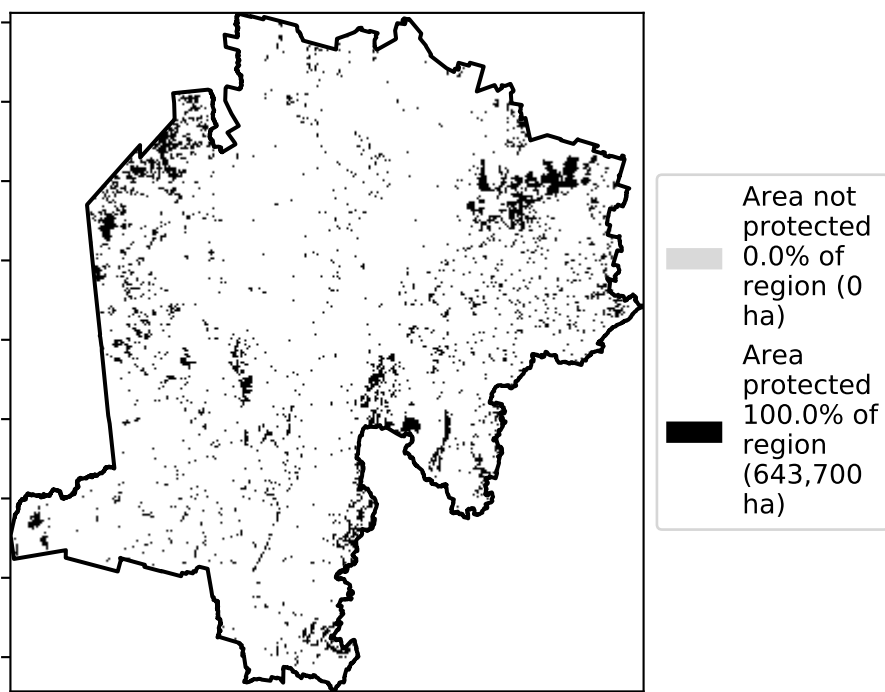 Area not
protected
0.0% of
region (0
ha)
Area
protected
100.0% of
region
(643,700
ha)